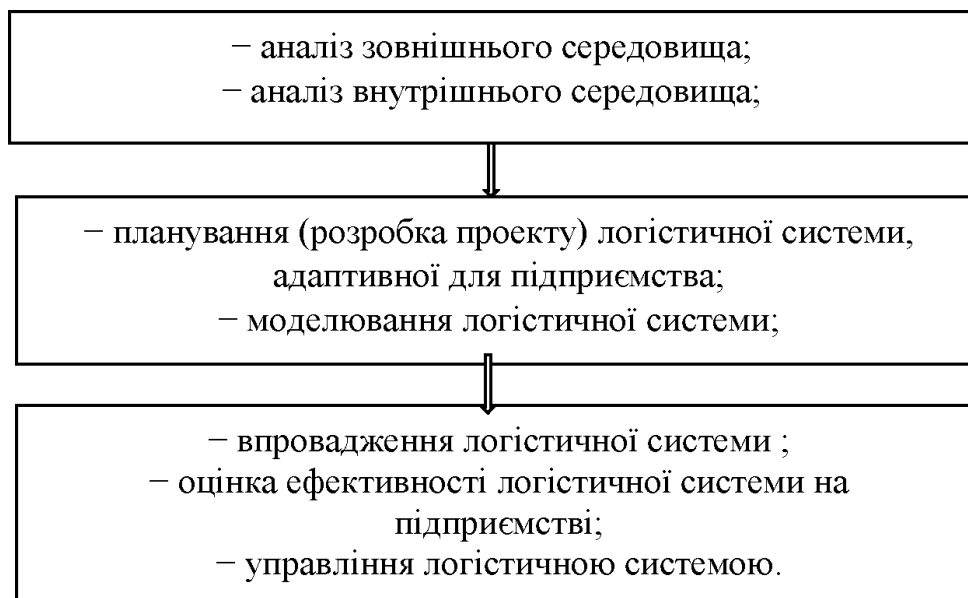 − аналіз зовнішнього середовища;
− аналіз внутрішнього середовища;
− планування (розробка проекту) логістичної системи,
адаптивної для підприємства;
− моделювання логістичної системи;
− впровадження логістичної системи ;
− оцінка ефективності логістичної системи на
підприємстві;
− управління логістичною системою.